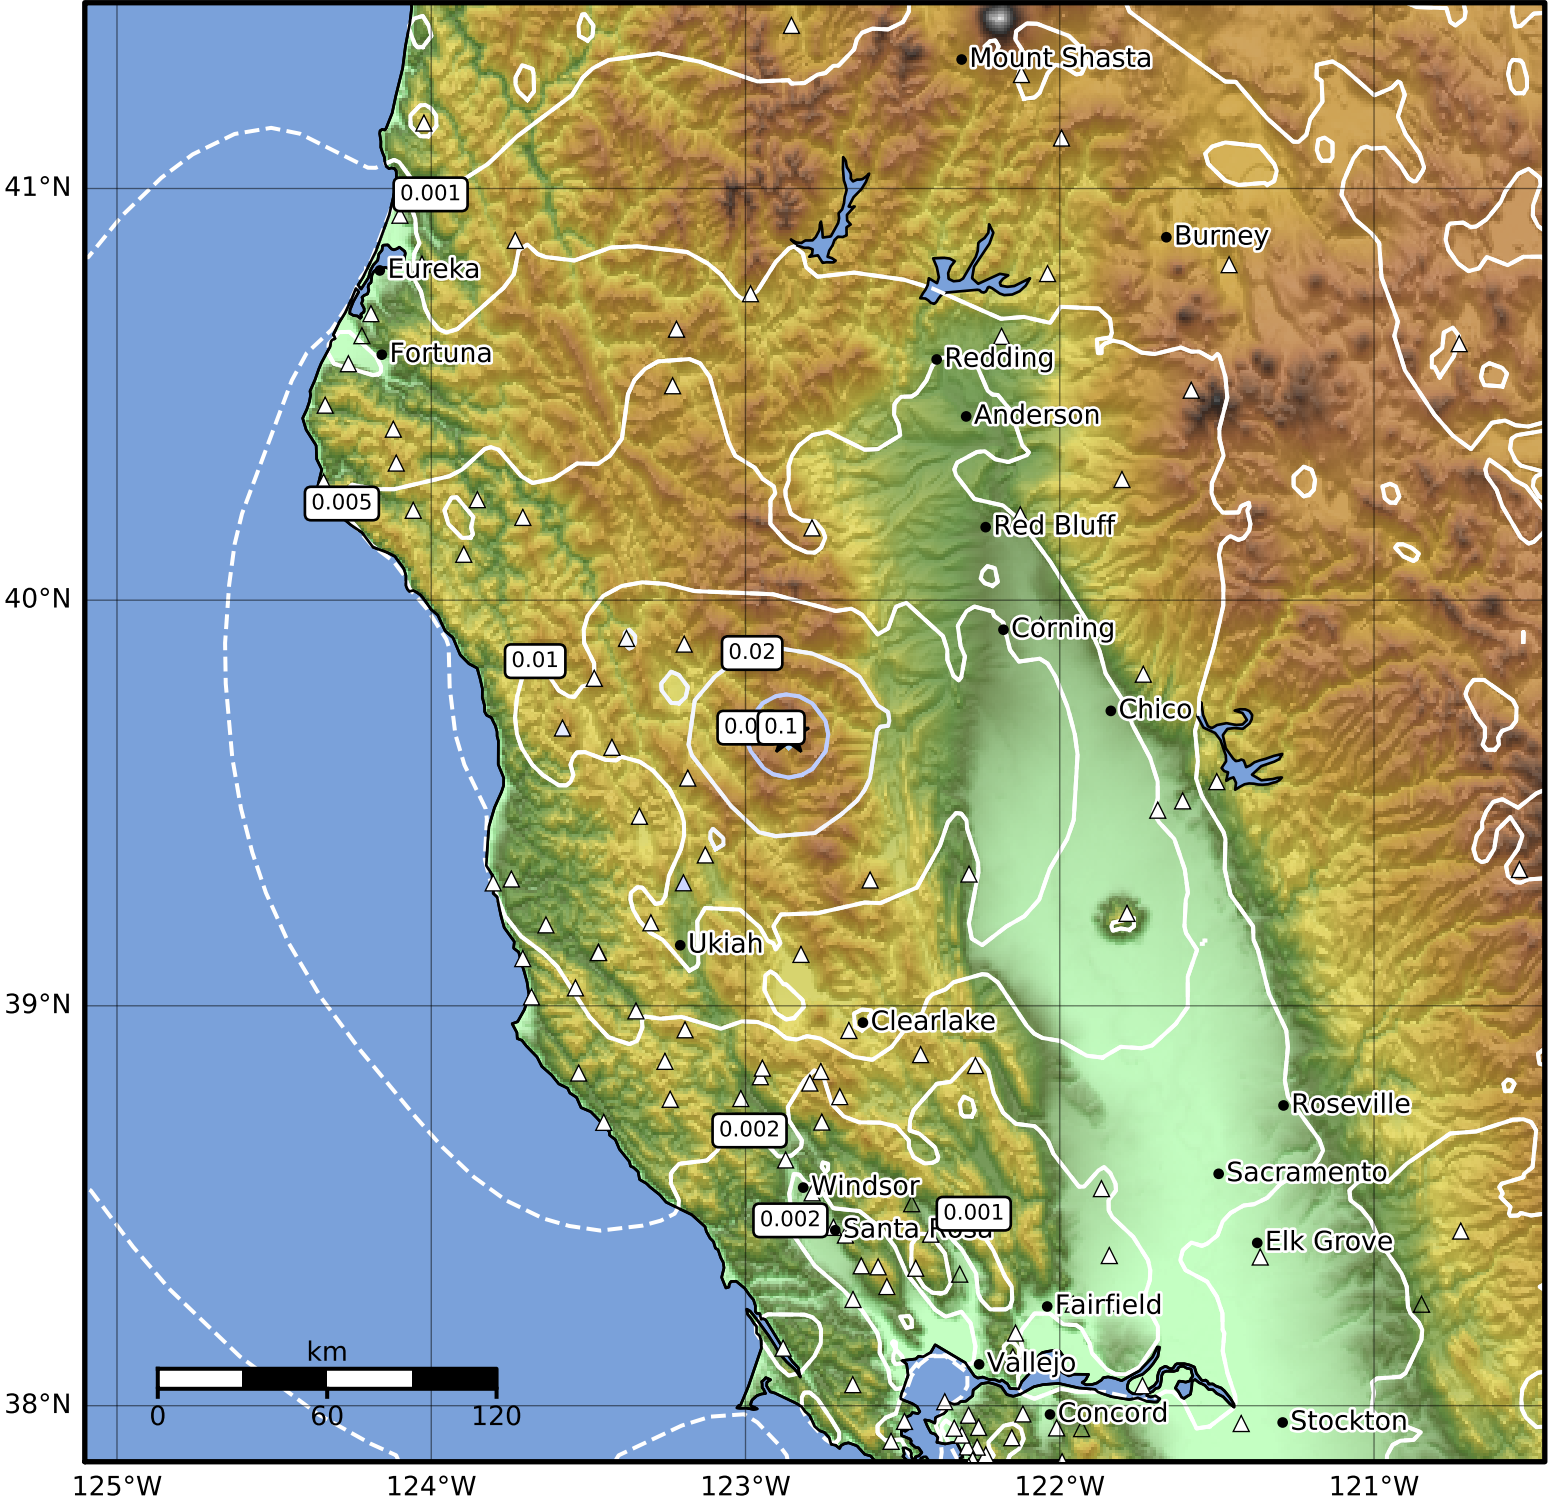 Mount Shasta
41°N
0.001
Burney
Eureka
Fortuna
Redding
Anderson
0.005
Red Bluff
40°N
Corning
0.01
0.02
Chico
0.1
Ukiah
39°N
Clearlake
Roseville
0.002
Sacramento
Windsor
0.002
0.001
Santa Rosa
Elk Grove
Fairfield
km
Vallejo
38°N
0 60 120
Concord
Stockton
125°W 124°W 123°W 122°W 121°W